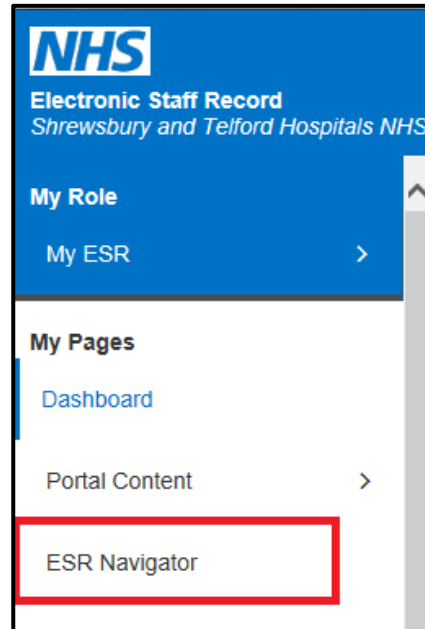 NHS
Electronic Staff Record
Shrewsbury and Telford Hospitals NHS
My Role
My ESR
My Pages
Dashboard
Portal Content
ESR Navigator